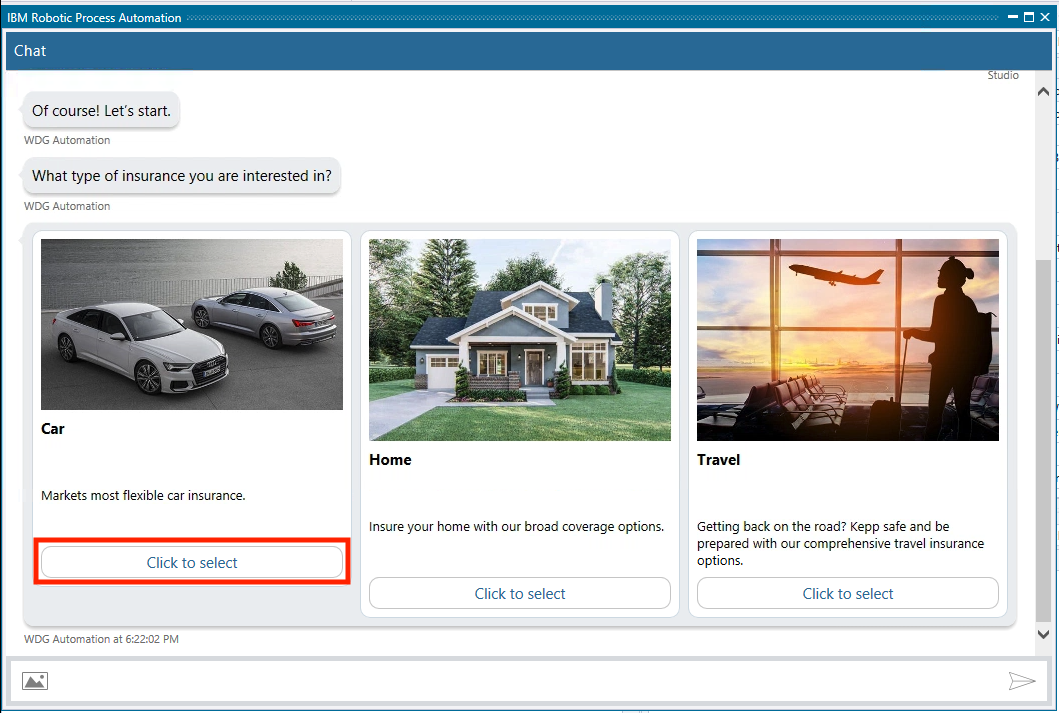 IBM Robotic Process Automation
Chat
Studio
Of course! Let's start.
WDG Automation
What type of insurance you are interested in?
WDG Automation
Car
Markets most flexible car insurance.
Click to select
Home
Insure your home with our broad coverage options.
Click to select
Travel
Getting back on the road? Kepp safe and be
prepared with our comprehensive travel insurance
options.
Click to select
WDG Automation at 6:22:02 PM